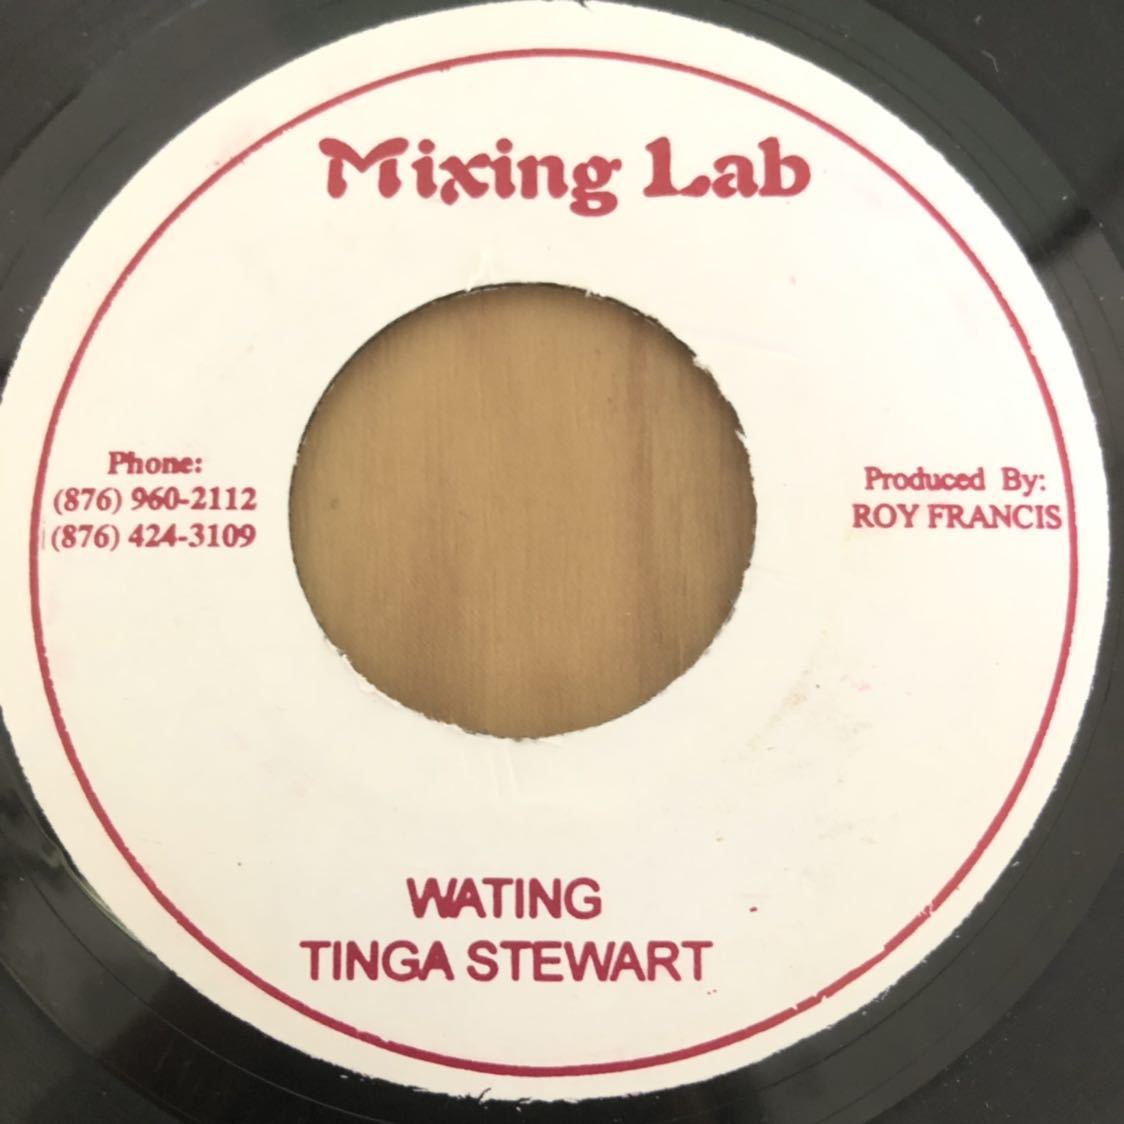 Mixing Lab
Phone:
(876) 960-2112
(876) 424-3109
Produced By:
ROY FRANCIS
WATING
TINGA STEWART